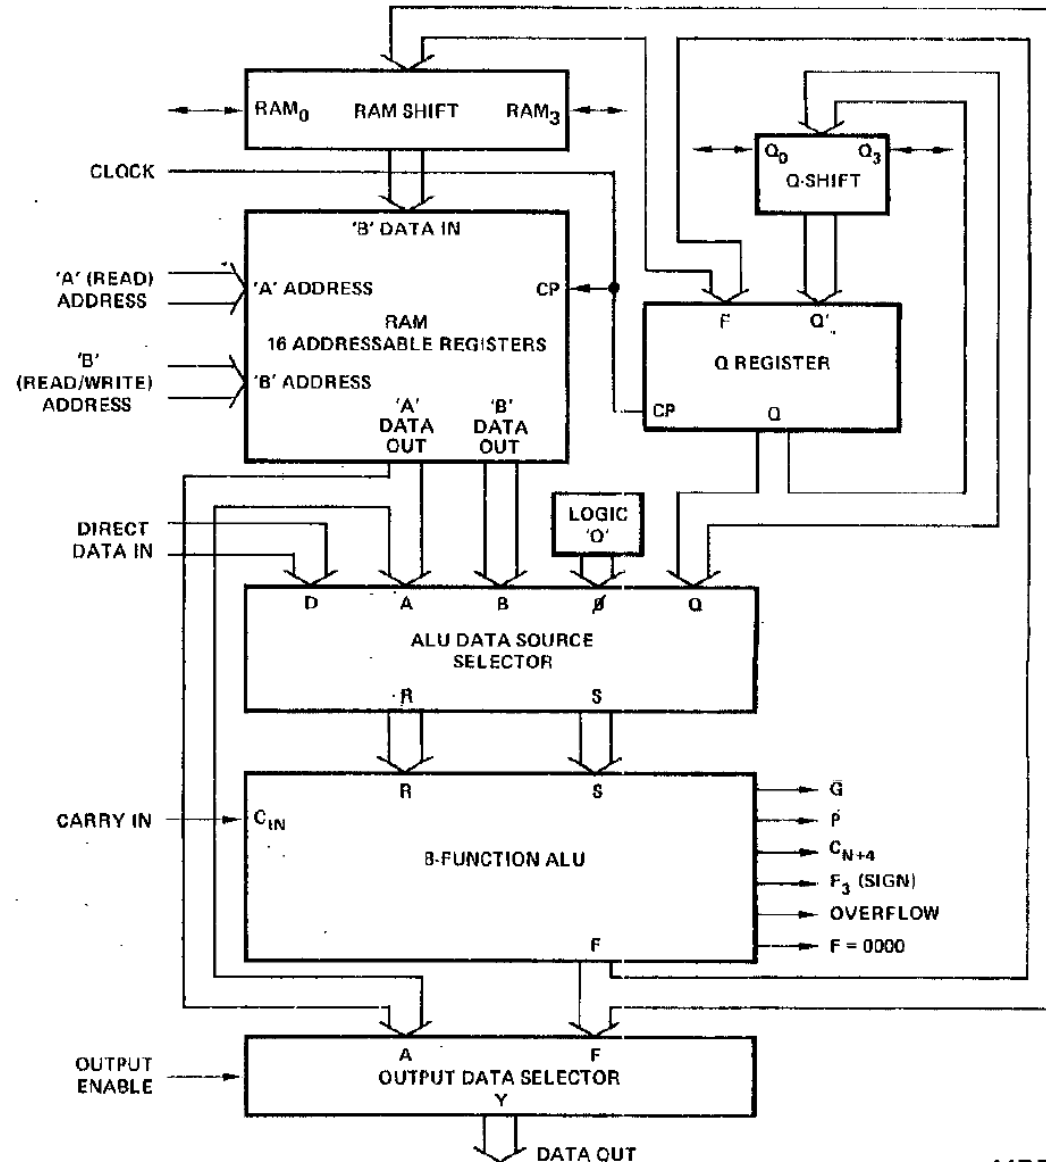 RAM0 RAM SHIFT RAM3
CLOCK
Q0 Q3
Q-SHIFT
'B' DATA IN
'A' (READ)
ADDRESS
'A' ADDRESS
CP
RAM
16 ADDRESSABLE REGISTERS
'B'
(READ/WRITE)
ADDRESS
'B' ADDRESS
'A'
DATA
OUT
'B'
DATA
OUT
F Q'
Q REGISTER
CP
Q
DIRECT
DATA IN
LOGIC
'0'
D A B Ø Q
ALU DATA SOURCE
SELECTOR
R S
R S
CARRY IN
CIN
8-FUNCTION ALU
F
G̅
P
CN+4
F3 (SIGN)
OVERFLOW
F = 0000
OUTPUT
ENABLE
A F
OUTPUT DATA SELECTOR
Y
DATA OUT